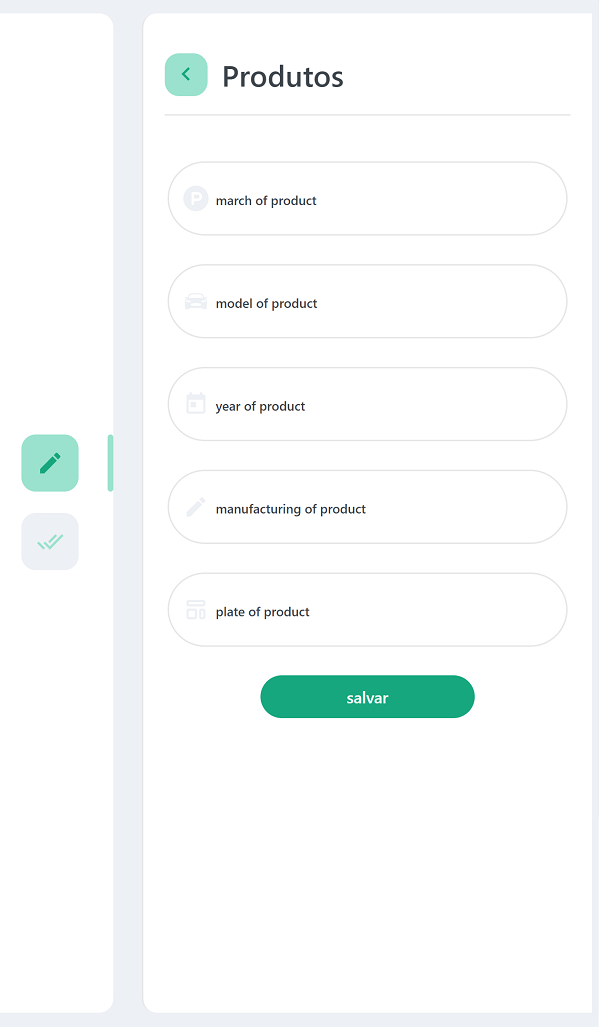 Produtos
march of product
model of product
year of product
manufacturing of product
plate of product
salvar